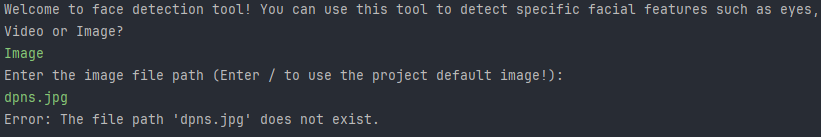 Welcome to face detection tool! You can use this tool to detect specific facial features such as eyes,
Video or Image?
Image
Enter the image file path (Enter / to use the project default image!):
dpns.jpg
Error: The file path 'dpns.jpg' does not exist.